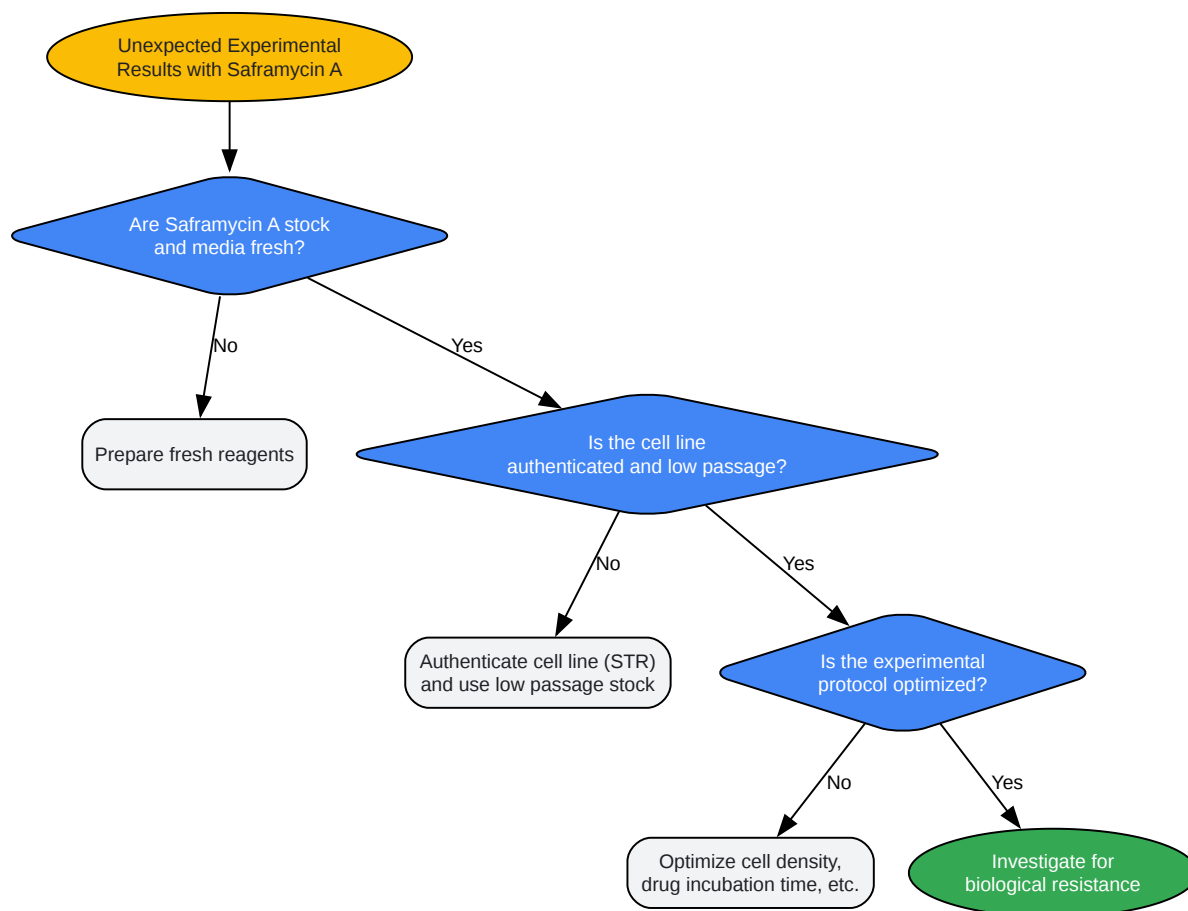 Unexpected Experimental
Results with Saframycin A
Are Saframycin A stock
and media fresh?
No
Yes
Prepare fresh reagents
Is the cell line
authenticated and low passage?
No
Yes
Authenticate cell line (STR)
and use low passage stock
Is the experimental
protocol optimized?
No
Yes
Optimize cell density,
drug incubation time, etc.
Investigate for
biological resistance